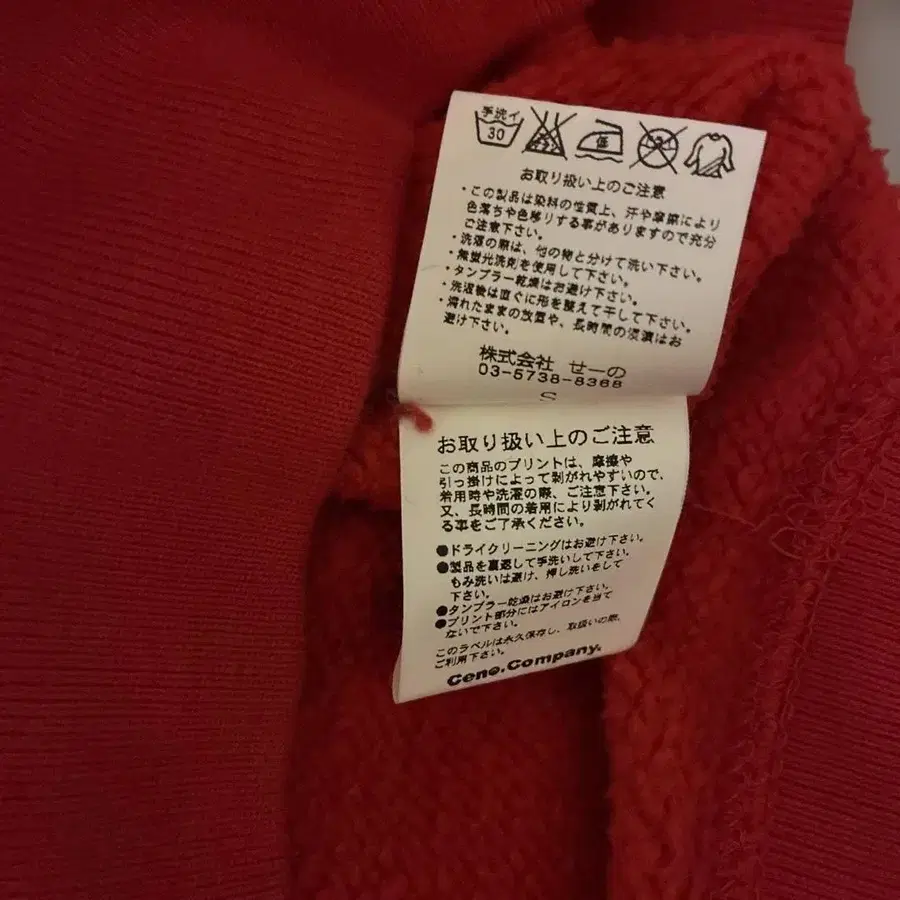 手洗イ
30
低
お取り扱い上のご注意
・この製品は染料の性質上、汗や摩擦により
色落ちや色移りする事がありますので充分
ご注意下さい。
・洗濯の際は、他の物と分けて洗い下さい。
・無蛍光洗剤を使用して下さい。
・タンブラー乾燥はお避け下さい。
・洗濯後は直ぐに形を整えて干して下さい。
・濡れたままの放置や、長時間の浸漬はお
避け下さい。
株式会社 せーの
03-5738-8368
S
お取り扱い上のご注意
この商品のプリントは、摩擦や
引っ掛けによって剥がれやすいので、
着用時や洗濯の際、ご注意下さい。
又、長時間の着用により剥がれてく
る事をご了承ください。
●ドライクリーニングはお避け下さい。
●製品を裏返して手洗いして下さい。
もみ洗いは避け、押し洗いをして
下さい。
●タンブラー乾燥はお避け下さい。
●プリント部分にはアイロンを当て
ないで下さい。
このラベルは永久保存し、取扱いの際、
ご利用下さい。
Ceno.Company.